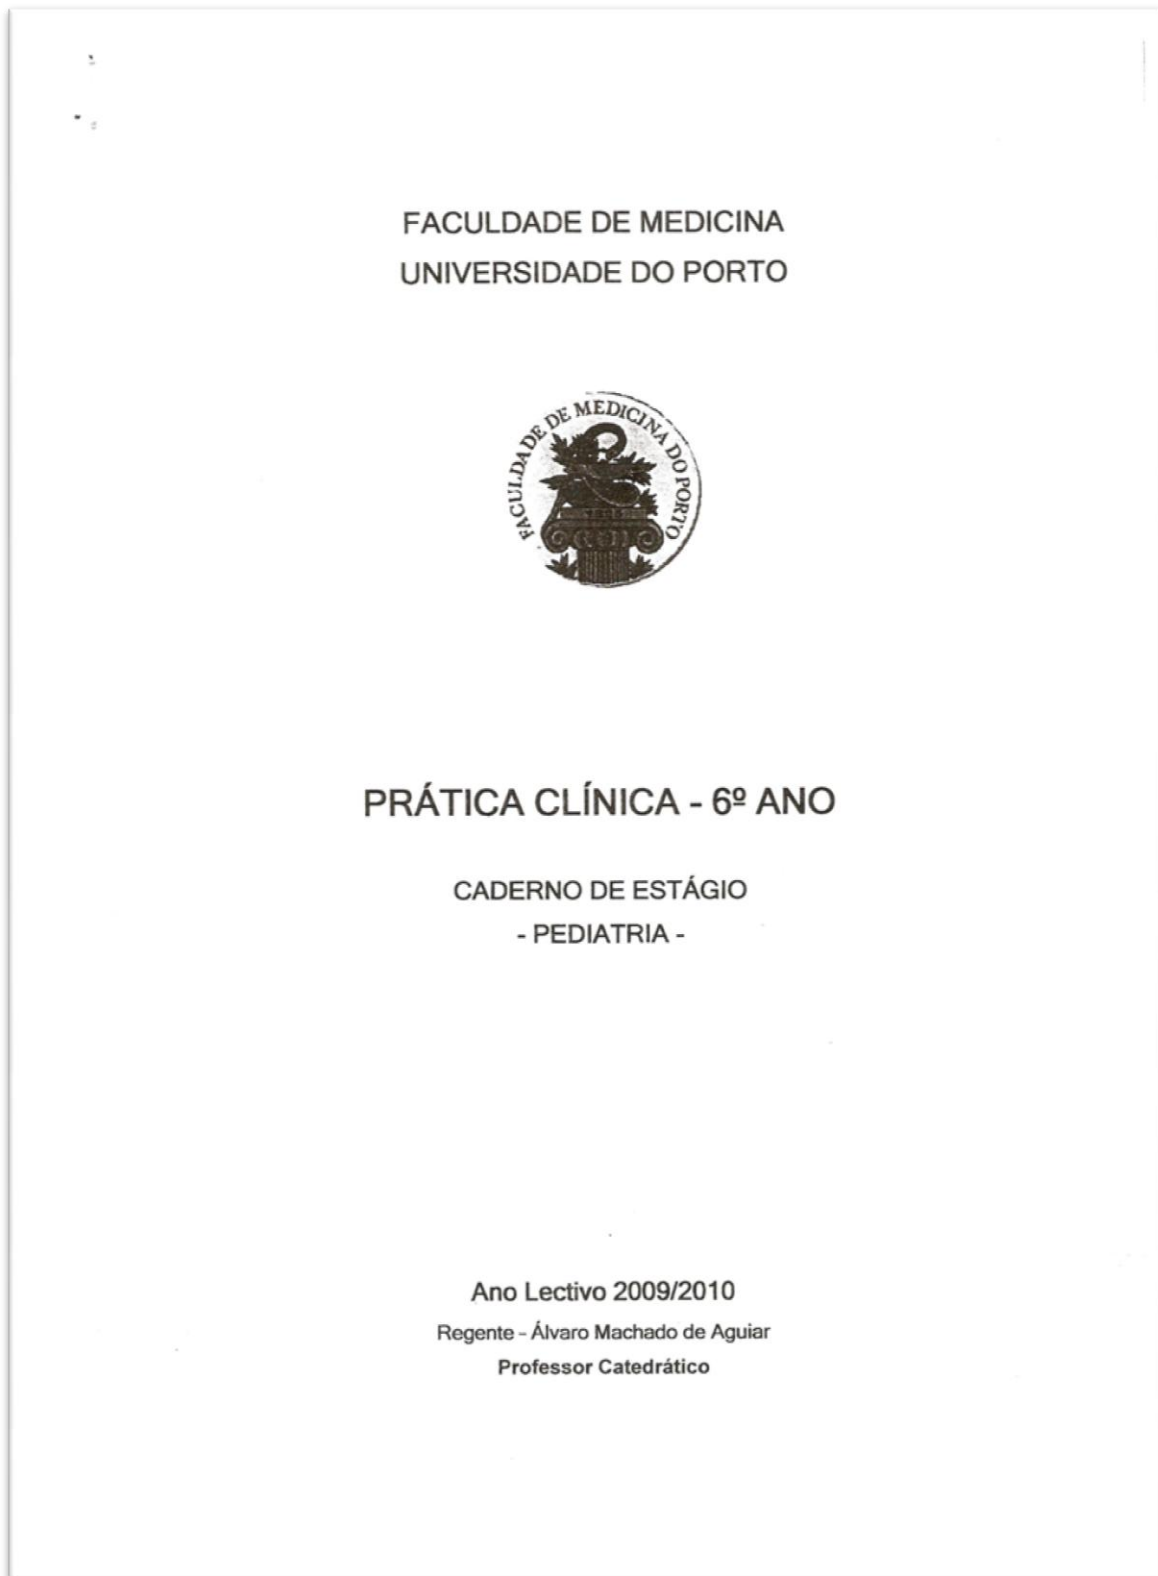 FACULDADE DE MEDICINA
UNIVERSIDADE DO PORTO
FACULDADE DE MEDICINA DO PORTO
PRÁTICA CLÍNICA - 6º ANO
CADERNO DE ESTÁGIO
- PEDIATRIA -
Ano Lectivo 2009/2010
Regente - Álvaro Machado de Aguiar
Professor Catedrático